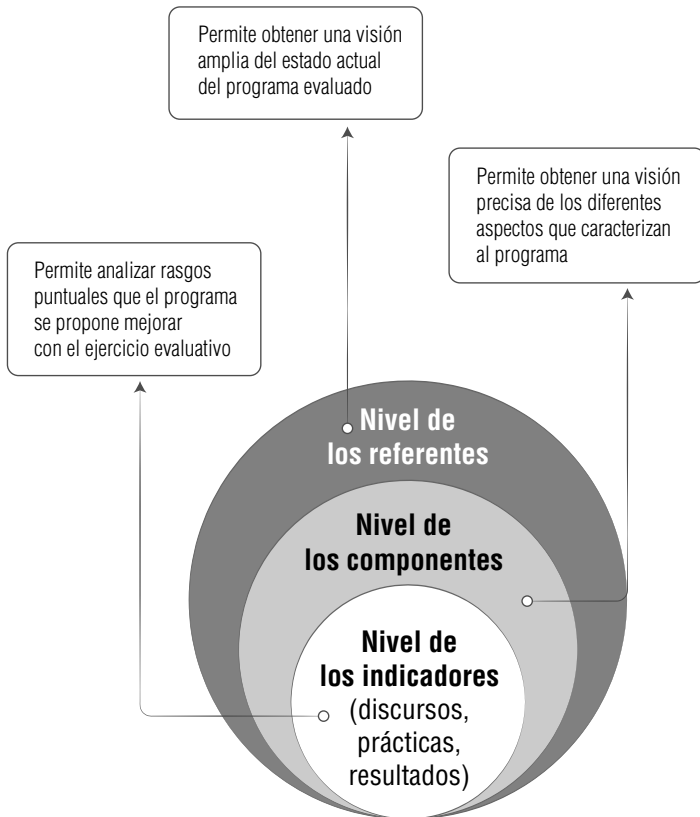 Permite obtener una visión
amplia del estado actual
del programa evaluado
Permite obtener una visión
precisa de los diferentes
aspectos que caracterizan
al programa
Permite analizar rasgos
puntuales que el programa
se propone mejorar
con el ejercicio evaluativo
Nivel de
los referentes
Nivel de
los componentes
Nivel de
los indicadores
(discursos,
prácticas,
resultados)